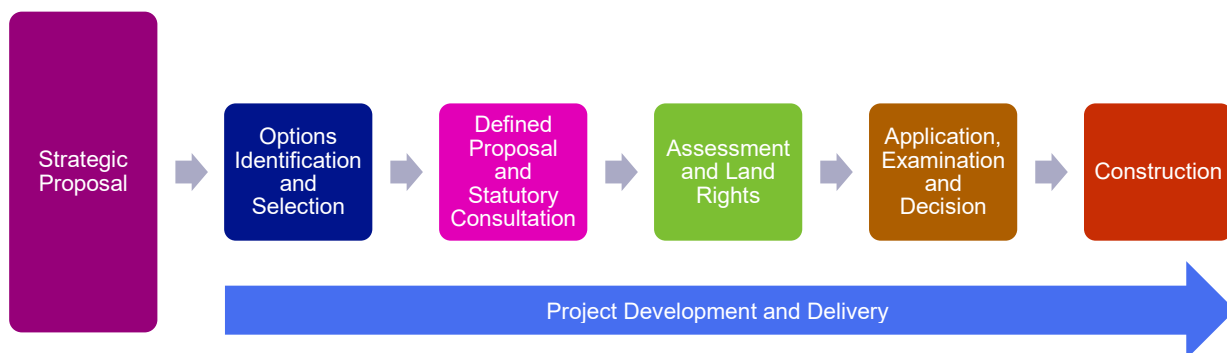 Strategic
Proposal
Options
Identification
and
Selection
Defined
Proposal
and
Statutory
Consultation
Assessment
and Land
Rights
Application,
Examination
and
Decision
Construction
Project Development and Delivery